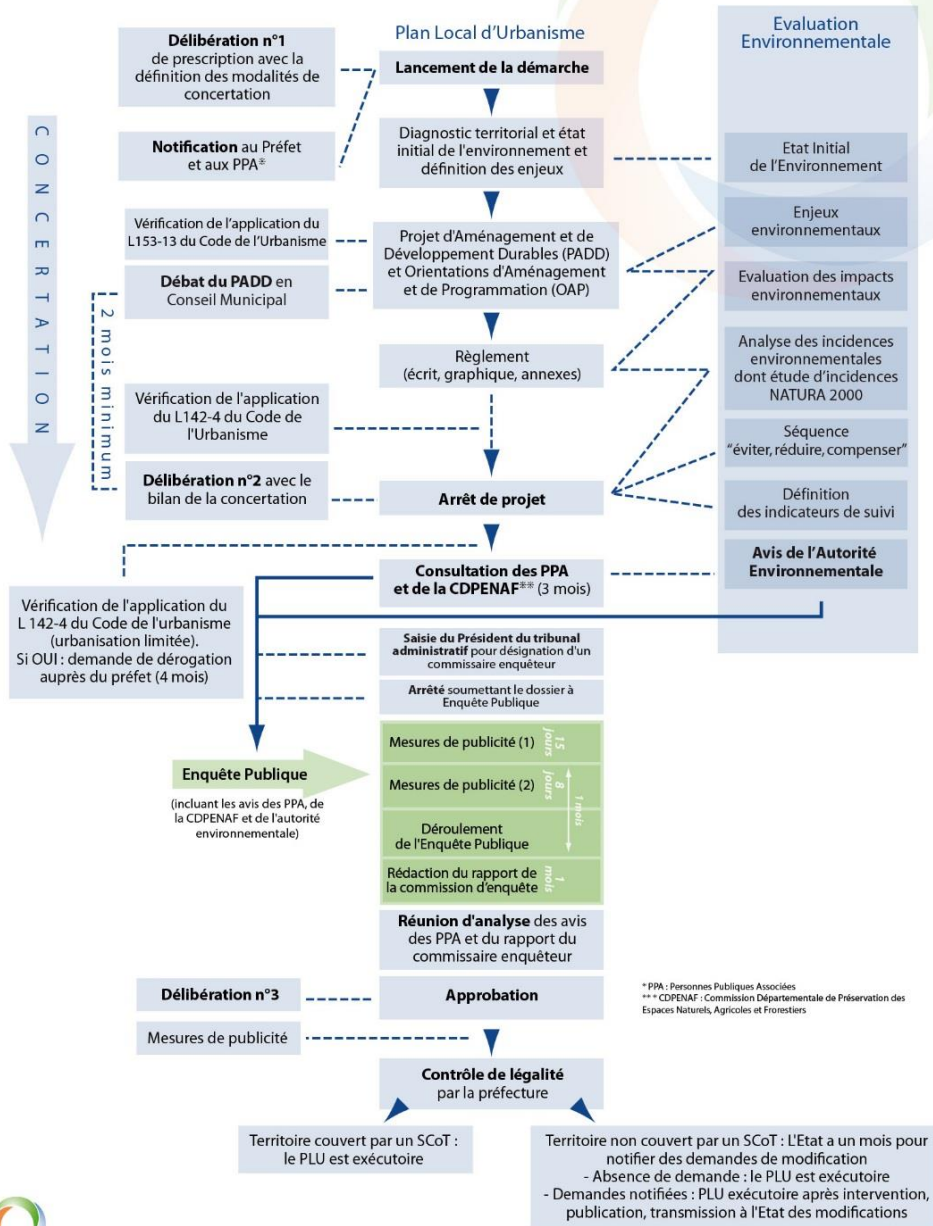 Plan Local d'Urbanisme
Evaluation
Environnementale
Délibération n°1
de prescription avec la
définition des modalités de
concertation
Lancement de la démarche
CONCERTATION
Notification au Préfet
et aux PPA*
Diagnostic territorial et état
initial de l'environnement et
définition des enjeux
Etat Initial
de l'Environnement
Vérification de l'application du
L153-13 du Code de l'Urbanisme
Projet d'Aménagement et de
Développement Durables (PADD)
et Orientations d'Aménagement
et de Programmation (OAP)
Enjeux
environnementaux
Débat du PADD en
Conseil Municipal
Evaluation des impacts
environnementaux
2 mois minimum
Règlement
(écrit, graphique, annexes)
Analyse des incidences
environnementales
dont étude d'incidences
NATURA 2000
Vérification de l'application
du L142-4 du Code de
l'Urbanisme
Séquence
"éviter, réduire, compenser"
Délibération n°2 avec le
bilan de la concertation
Arrêt de projet
Définition
des indicateurs de suivi
Consultation des PPA
et de la CDPENAF** (3 mois)
Avis de l'Autorité
Environnementale
Vérification de l'application du
L 142-4 du Code de l'urbanisme
(urbanisation limitée).
Si OUI : demande de dérogation
auprès du préfet (4 mois)
Saisie du Président du tribunal
administratif pour désignation d'un
commissaire enquêteur
Arrêté soumettant le dossier à
Enquête Publique
Enquête Publique
(incluant les avis des PPA, de
la CDPENAF et de l'autorité
environnementale)
Mesures de publicité (1)
15
jours
Mesures de publicité (2)
8
jours
1 mois
Déroulement
de l'Enquête Publique
Rédaction du rapport de
la commission d'enquête
1
mois
Réunion d'analyse des avis
des PPA et du rapport du
commissaire enquêteur
Délibération n°3
Approbation
* PPA : Personnes Publiques Associées
*** CDPENAF : Commission Départementale de Préservation des
Espaces Naturels, Agricoles et Frorestiers
Mesures de publicité
Contrôle de légalité
par la préfecture
Territoire couvert par un SCoT :
le PLU est exécutoire
Territoire non couvert par un SCoT : L'Etat a un mois pour
notifier des demandes de modification
- Absence de demande : le PLU est exécutoire
- Demandes notifiées : PLU exécutoire après intervention,
publication, transmission à l'Etat des modifications